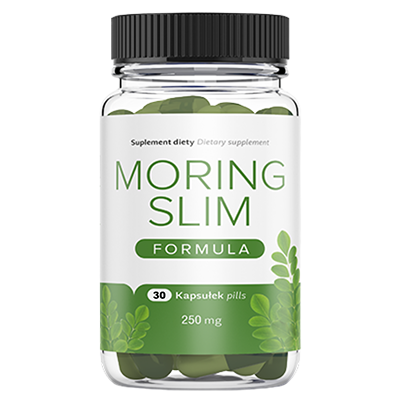 Suplement diety Dietary supplement
MORING
SLIM
FORMULA
30 Kapsułek pills
250 mg